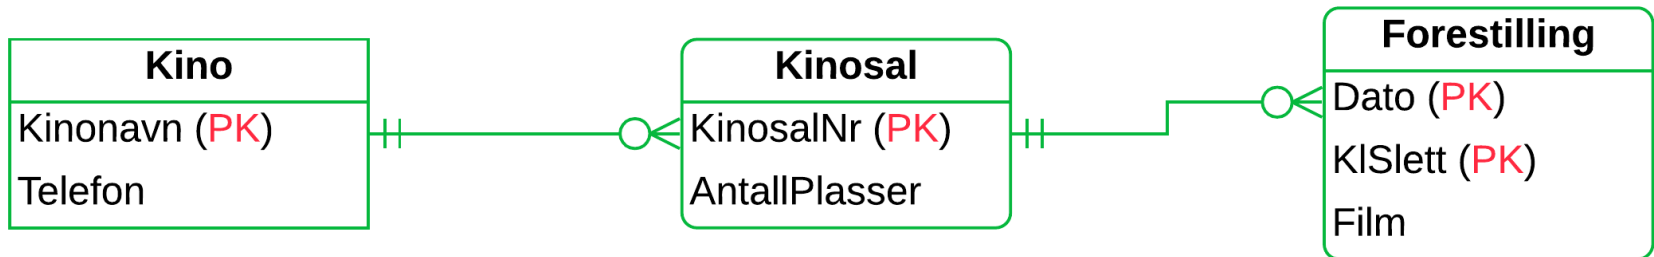 Kino
Kinonavn (PK)
Telefon
Kinosal
KinosalNr (PK)
AntallPlasser
Forestilling
Dato (PK)
KlSlett (PK)
Film